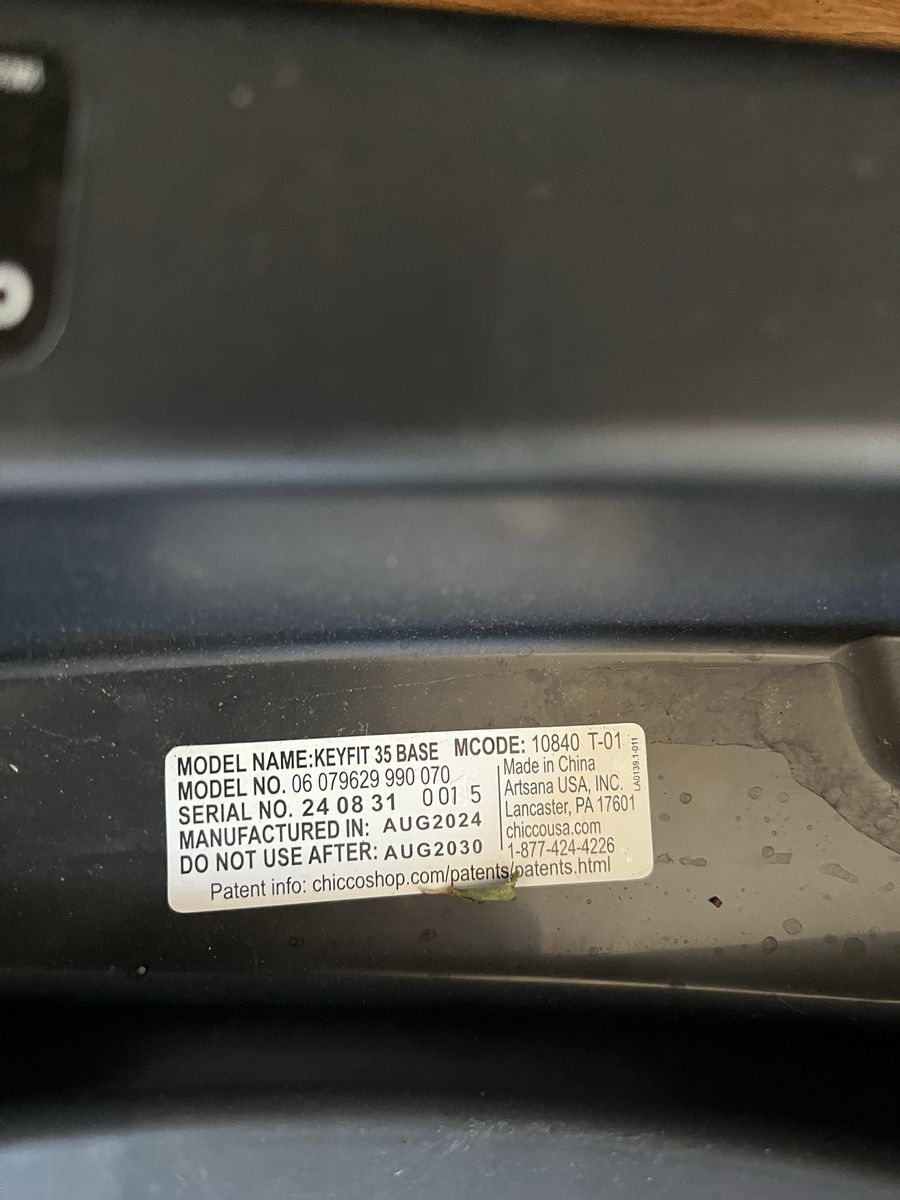 MODEL NAME:KEYFIT 35 BASE MCODE: 10840 T-01
MODEL NO. 06 079629 990 070
SERIAL NO. 24 08 31 0 01 5
MANUFACTURED IN: AUG2024
DO NOT USE AFTER: AUG2030
Made in China
Artsana USA, INC.
Lancaster, PA 17601
chiccousa.com
1-877-424-4226
Patent info: chiccoshop.com/patents/patents.html
LA0139.1-011